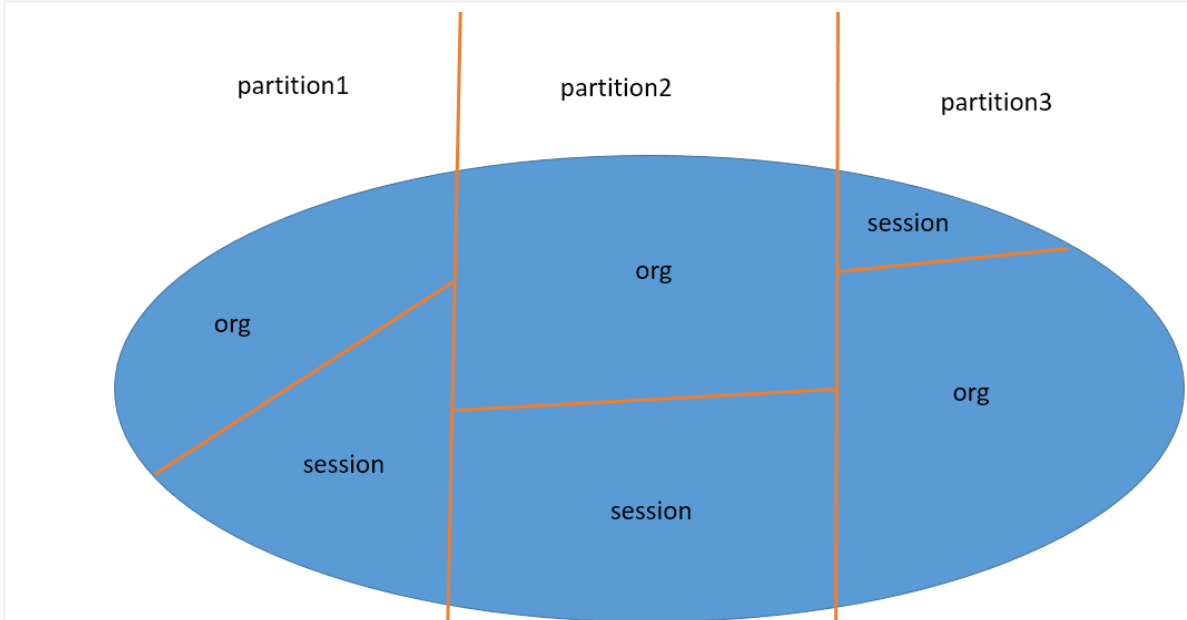 partition1
partition2
partition3
session
org
org
org
session
session